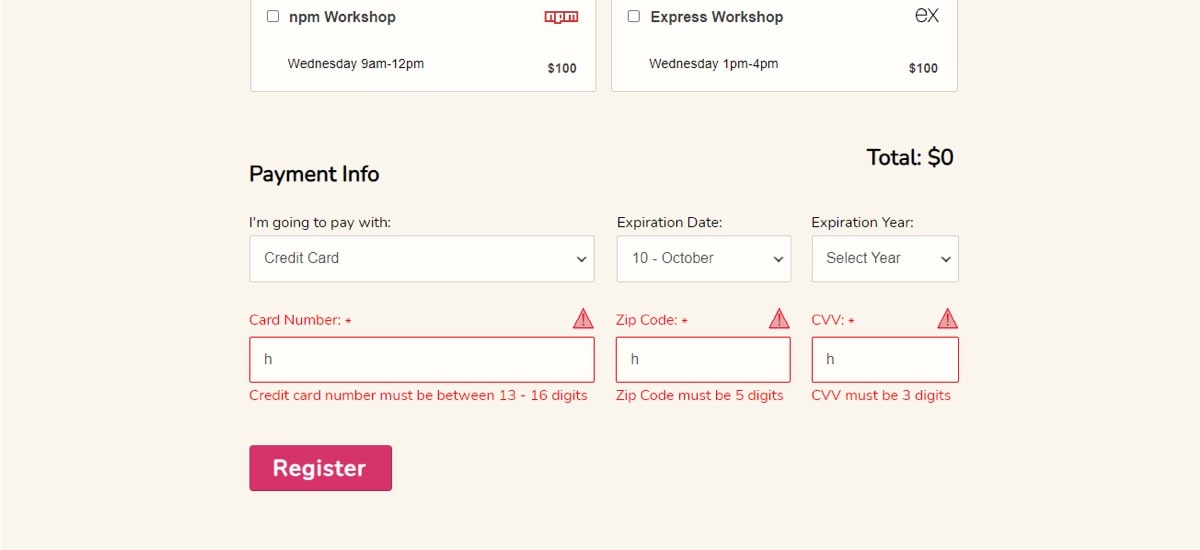 npm Workshop npm Express Workshop ex
Wednesday 9am-12pm $100 Wednesday 1pm-4pm $100
Total: $0
Payment Info
I'm going to pay with: Expiration Date: Expiration Year:
Credit Card 10 - October Select Year
Card Number: * Zip Code: * CVV: *
h h h
Credit card number must be between 13 - 16 digits Zip Code must be 5 digits CVV must be 3 digits
Register